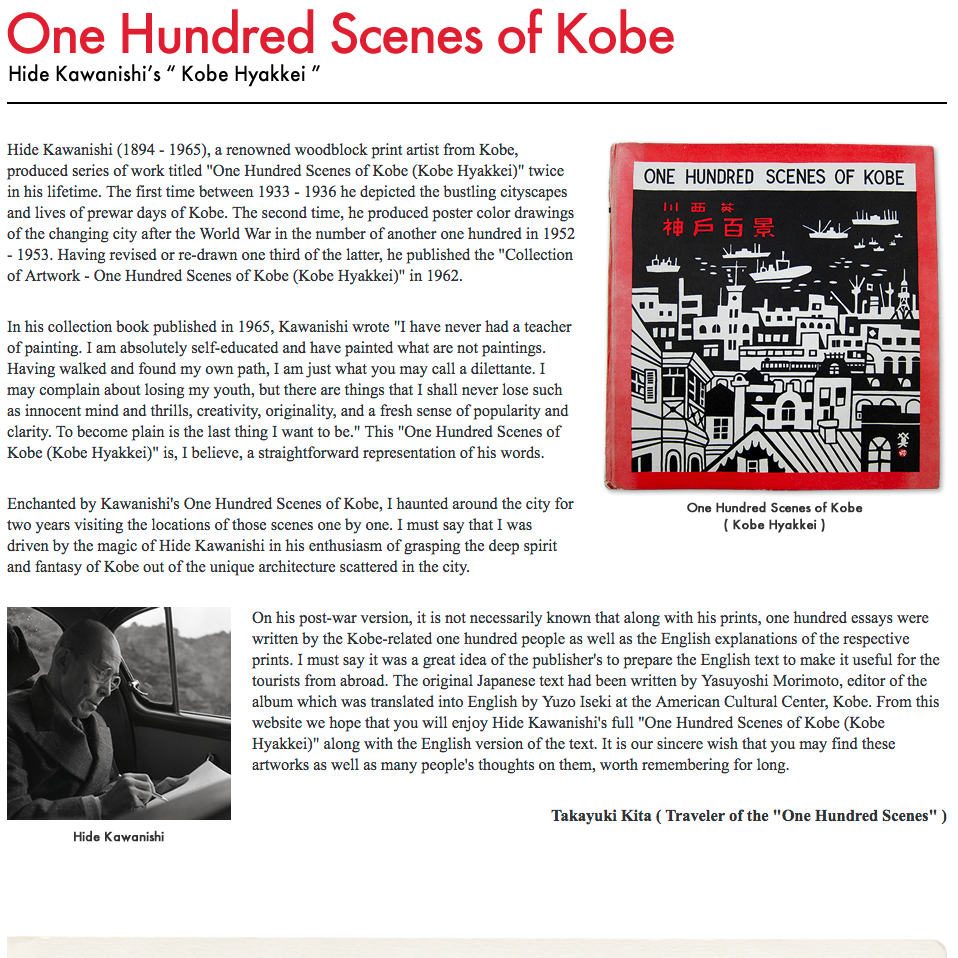 One Hundred Scenes of Kobe
Hide Kawanishi's “ Kobe Hyakkei ”
Hide Kawanishi (1894 - 1965), a renowned woodblock print artist from Kobe,
produced series of work titled "One Hundred Scenes of Kobe (Kobe Hyakkei)" twice
in his lifetime. The first time between 1933 - 1936 he depicted the bustling cityscapes
and lives of prewar days of Kobe. The second time, he produced poster color drawings
of the changing city after the World War in the number of another one hundred in 1952
- 1953. Having revised or re-drawn one third of the latter, he published the "Collection
of Artwork - One Hundred Scenes of Kobe (Kobe Hyakkei)" in 1962.
In his collection book published in 1965, Kawanishi wrote "I have never had a teacher
of painting. I am absolutely self-educated and have painted what are not paintings.
Having walked and found my own path, I am just what you may call a dilettante. I
may complain about losing my youth, but there are things that I shall never lose such
as innocent mind and thrills, creativity, originality, and a fresh sense of popularity and
clarity. To become plain is the last thing I want to be." This "One Hundred Scenes of
Kobe (Kobe Hyakkei)" is, I believe, a straightforward representation of his words.
Enchanted by Kawanishi's One Hundred Scenes of Kobe, I haunted around the city for
two years visiting the locations of those scenes one by one. I must say that I was
driven by the magic of Hide Kawanishi in his enthusiasm of grasping the deep spirit
and fantasy of Kobe out of the unique architecture scattered in the city.
ONE HUNDRED SCENES OF KOBE
川西英
神戸百景
英
One Hundred Scenes of Kobe
( Kobe Hyakkei )
On his post-war version, it is not necessarily known that along with his prints, one hundred essays were
written by the Kobe-related one hundred people as well as the English explanations of the respective
prints. I must say it was a great idea of the publisher's to prepare the English text to make it useful for the
tourists from abroad. The original Japanese text had been written by Yasuyoshi Morimoto, editor of the
album which was translated into English by Yuzo Iseki at the American Cultural Center, Kobe. From this
website we hope that you will enjoy Hide Kawanishi's full "One Hundred Scenes of Kobe (Kobe
Hyakkei)" along with the English version of the text. It is our sincere wish that you may find these
artworks as well as many people's thoughts on them, worth remembering for long.
Takayuki Kita ( Traveler of the "One Hundred Scenes" )
Hide Kawanishi